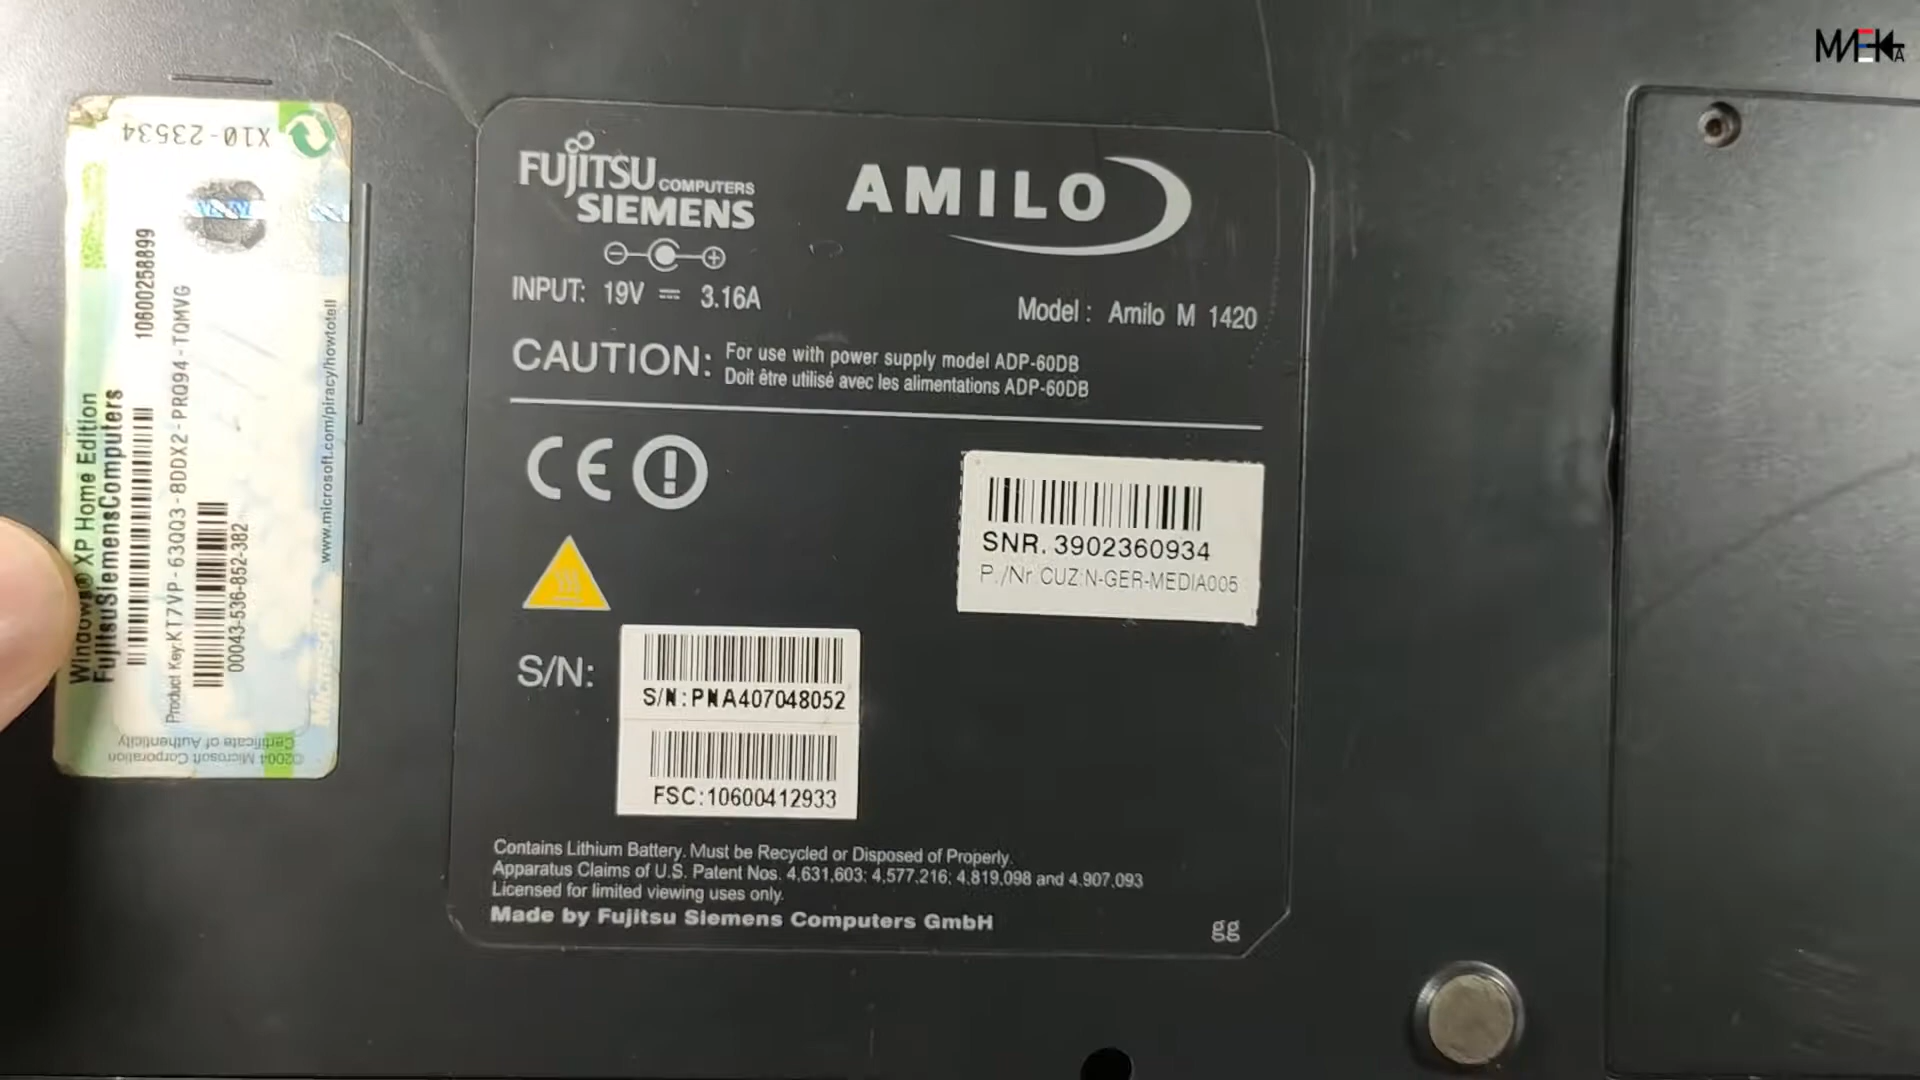 X10-23534
Windows® XP Home Edition
FujitsuSiemensComputers
10600258899
Product Key:KT7VP-63QQ3-8DDX2-PRQ94-TQMVG
00043-536-852-382
www.microsoft.com/piracy/howtotell
Microsoft
©2004 Microsoft Corporation
Certificate of Authenticity
FUJITSU COMPUTERS
SIEMENS
AMILO
INPUT: 19V 3.16A
Model : Amilo M 1420
CAUTION: For use with power supply model ADP-60DB
Doit être utilisé avec les alimentations ADP-60DB
CE
SNR. 3902360934
P./Nr CUZ:N-GER-MEDIA005
S/N:
S/N:PNA407048052
FSC:10600412933
Contains Lithium Battery. Must be Recycled or Disposed of Properly.
Apparatus Claims of U.S. Patent Nos. 4,631,603; 4,577,216; 4,819,098 and 4,907,093
Licensed for limited viewing uses only.
Made by Fujitsu Siemens Computers GmbH
gg